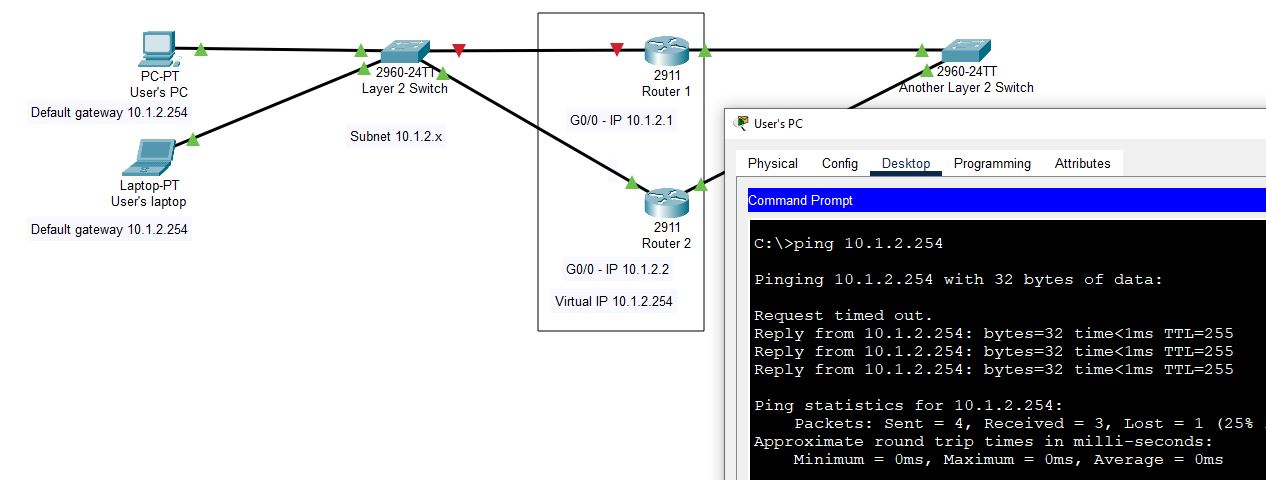 PC-PT
User's PC
Default gateway 10.1.2.254
Laptop-PT
User's laptop
Default gateway 10.1.2.254
2960-24TT
Layer 2 Switch
Subnet 10.1.2.x
2911
Router 1
G0/0 - IP 10.1.2.1
2911
Router 2
G0/0 - IP 10.1.2.2
Virtual IP 10.1.2.254
2960-24TT
Another Layer 2 Switch
User's PC
Physical Config Desktop Programming Attributes
Command Prompt
C:\>ping 10.1.2.254
Pinging 10.1.2.254 with 32 bytes of data:
Request timed out.
Reply from 10.1.2.254: bytes=32 time<1ms TTL=255
Reply from 10.1.2.254: bytes=32 time<1ms TTL=255
Reply from 10.1.2.254: bytes=32 time<1ms TTL=255
Ping statistics for 10.1.2.254:
Packets: Sent = 4, Received = 3, Lost = 1 (25%
Approximate round trip times in milli-seconds:
Minimum = 0ms, Maximum = 0ms, Average = 0ms